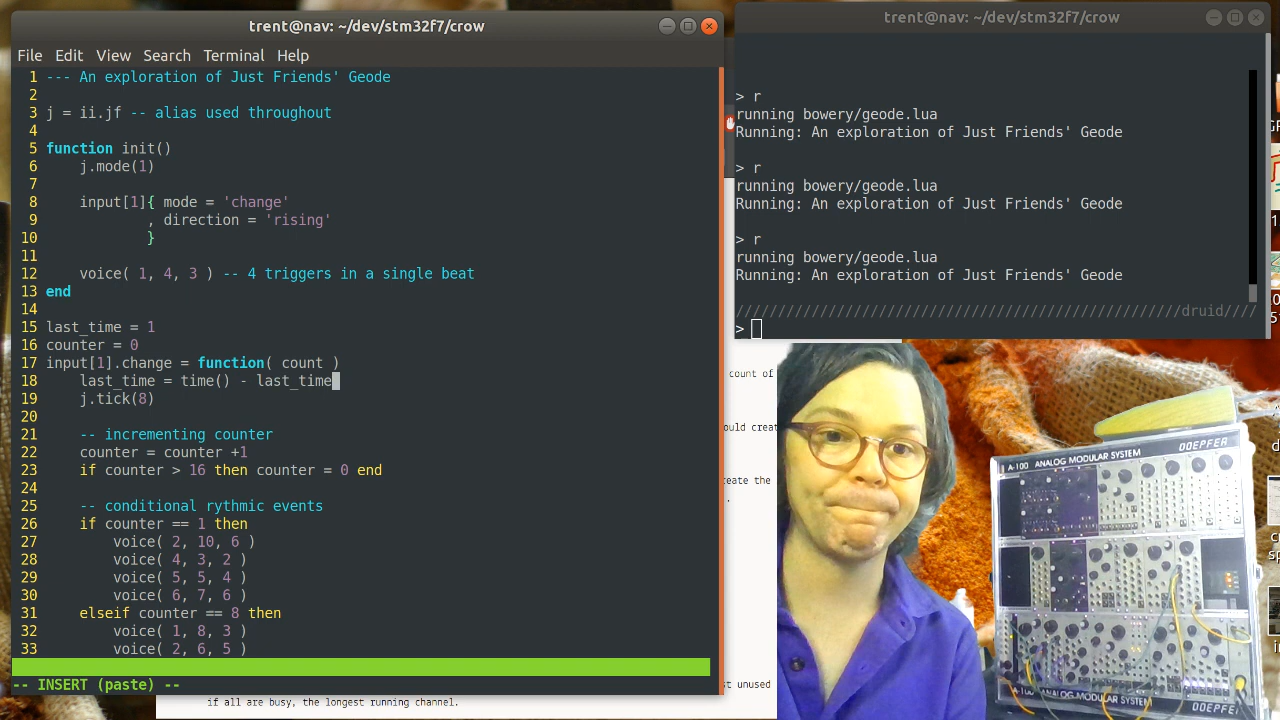 trent@nav: ~/dev/stm32f7/crow
File Edit View Search Terminal Help
1 --- An exploration of Just Friends' Geode
2
3 j = ii.jf -- alias used throughout
4
5 function init()
6 j.mode(1)
7
8 input[1]{ mode = 'change'
9 , direction = 'rising'
10 }
11
12 voice( 1, 4, 3 ) -- 4 triggers in a single beat
13 end
14
15 last_time = 1
16 counter = 0
17 input[1].change = function( count )
18 last_time = time() - last_time
19 j.tick(8)
20
21 -- incrementing counter
22 counter = counter +1
23 if counter > 16 then counter = 0 end
24
25 -- conditional rythmic events
26 if counter == 1 then
27 voice( 2, 10, 6 )
28 voice( 4, 3, 2 )
29 voice( 5, 5, 4 )
30 voice( 6, 7, 6 )
31 elseif counter == 8 then
32 voice( 1, 8, 3 )
33 voice( 2, 6, 5 )
-- INSERT (paste) --
trent@nav: ~/dev/stm32f7/crow
> r
running bowery/geode.lua
Running: An exploration of Just Friends' Geode
> r
running bowery/geode.lua
Running: An exploration of Just Friends' Geode
> r
running bowery/geode.lua
Running: An exploration of Just Friends' Geode
/////////////////////////////////////////////////////druid////
>
count of
ould creat
eate the
st unused
if all are busy, the longest running channel.
A-100 ANALOG MODULAR SYSTEM DOEPFER
A-100 ANALOG MODULAR SYSTEM DOEPFER